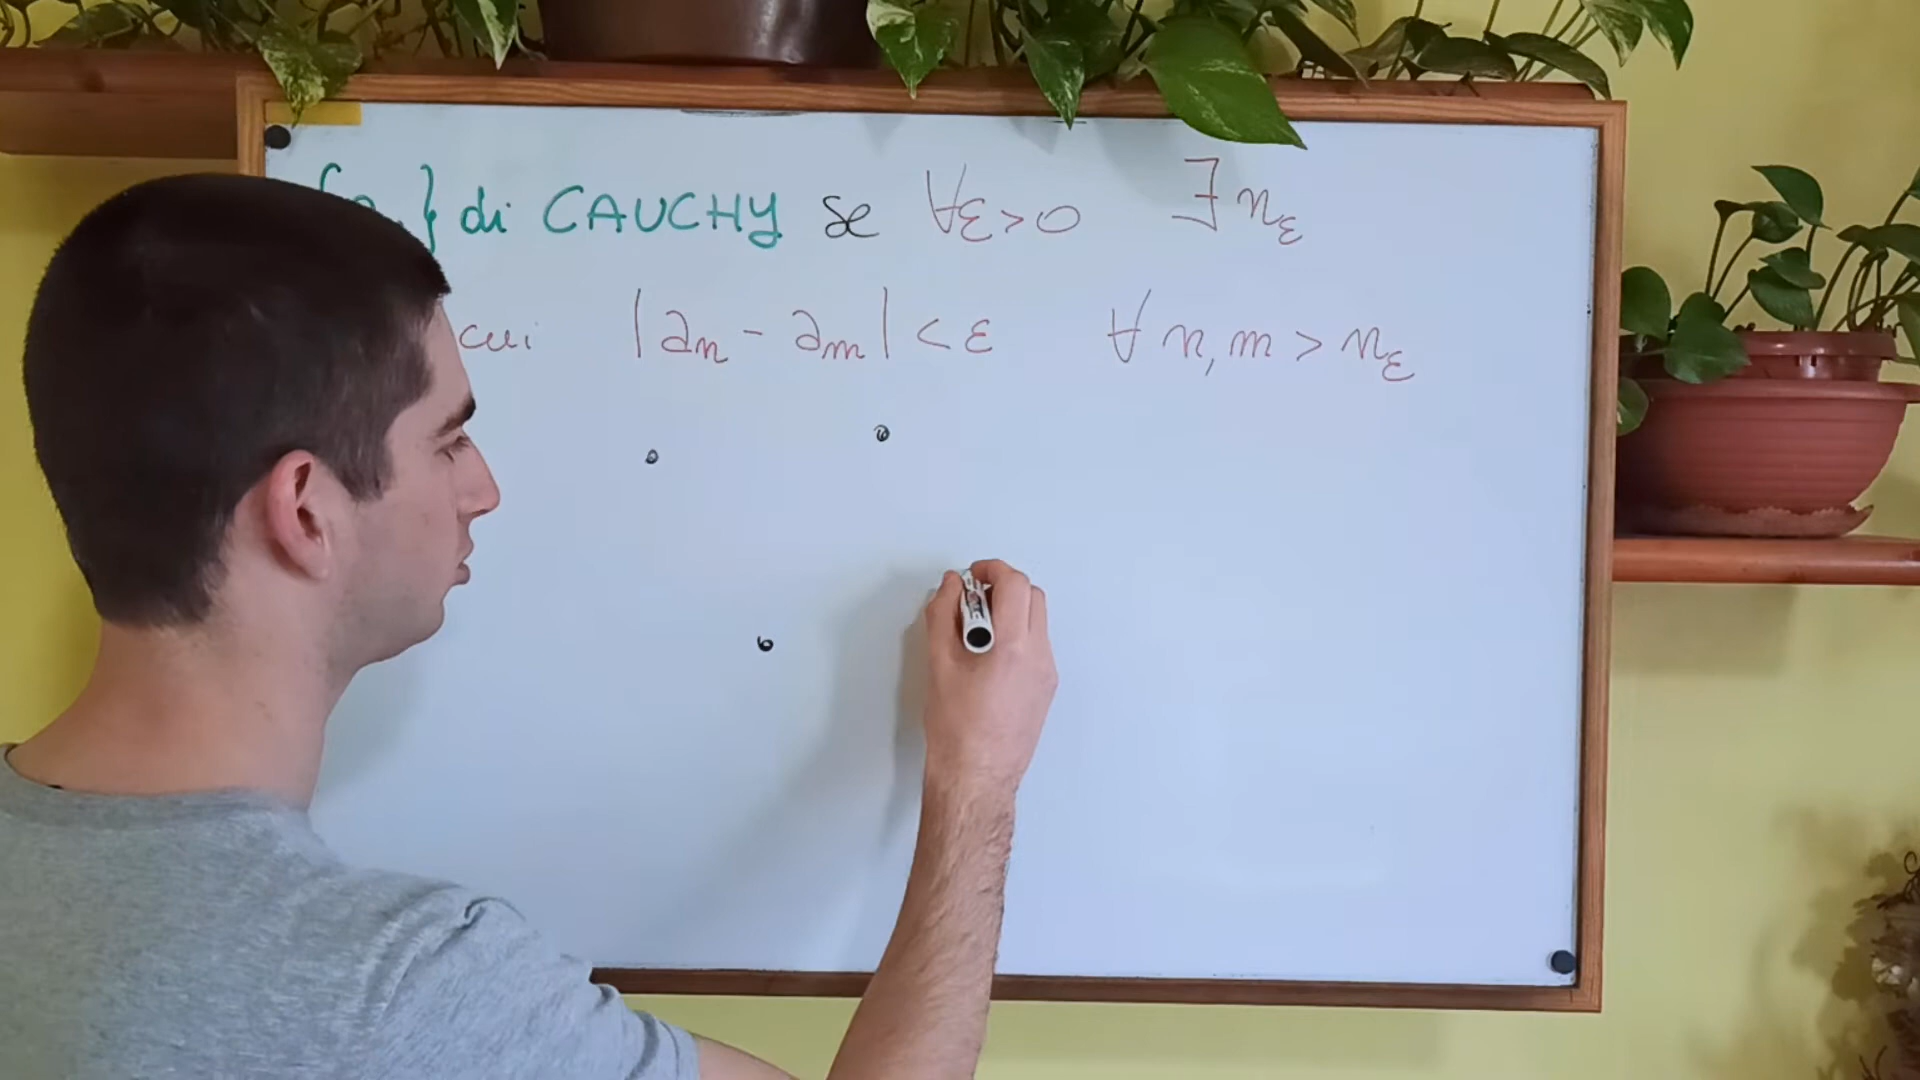 } di CAUCHY se ∀ε>0 ∃ n_ε
cui |a_n - a_m| < ε ∀ n, m > n_ε